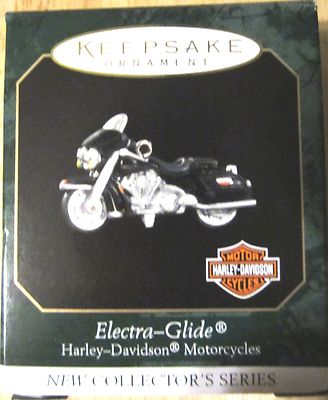 KEEPSAKE
ORNAMENT
MOTOR
HARLEY-DAVIDSON
CYCLES
Electra–Glide®
Harley–Davidson® Motorcycles
NEW COLLECTOR'S SERIES